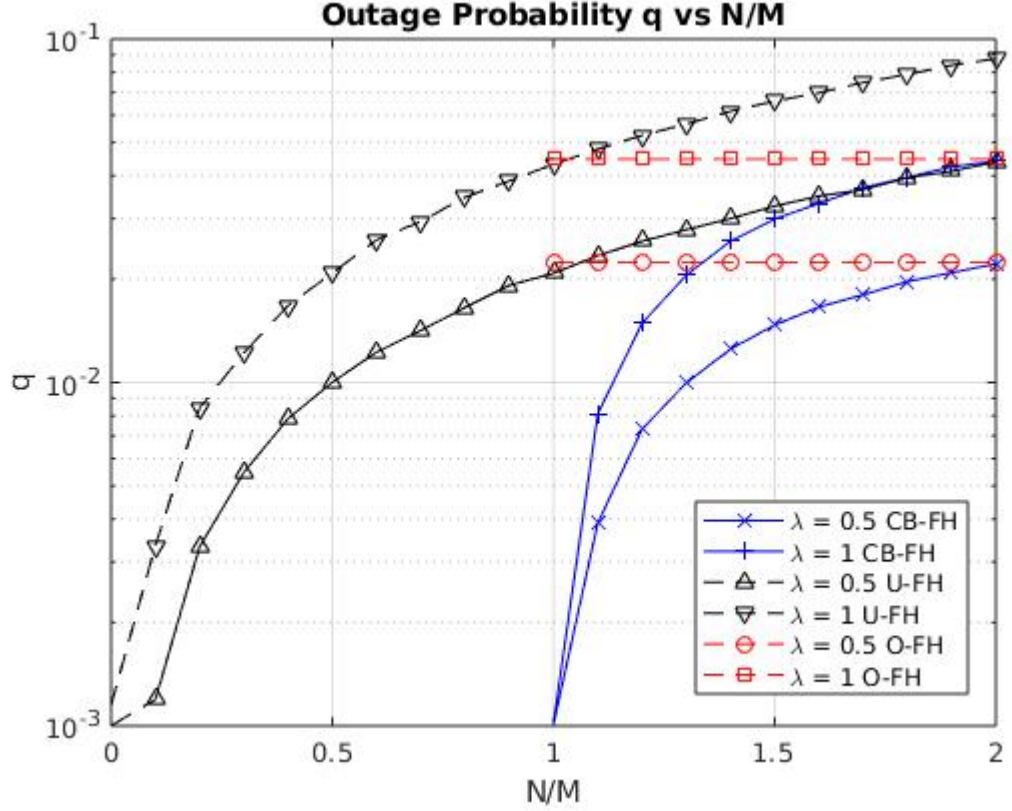 Outage Probability q vs N/M
10⁻¹
10⁻²
10⁻³
q
0
0.5
1
1.5
2
N/M
λ = 0.5 CB-FH
λ = 1 CB-FH
λ = 0.5 U-FH
λ = 1 U-FH
λ = 0.5 O-FH
λ = 1 O-FH